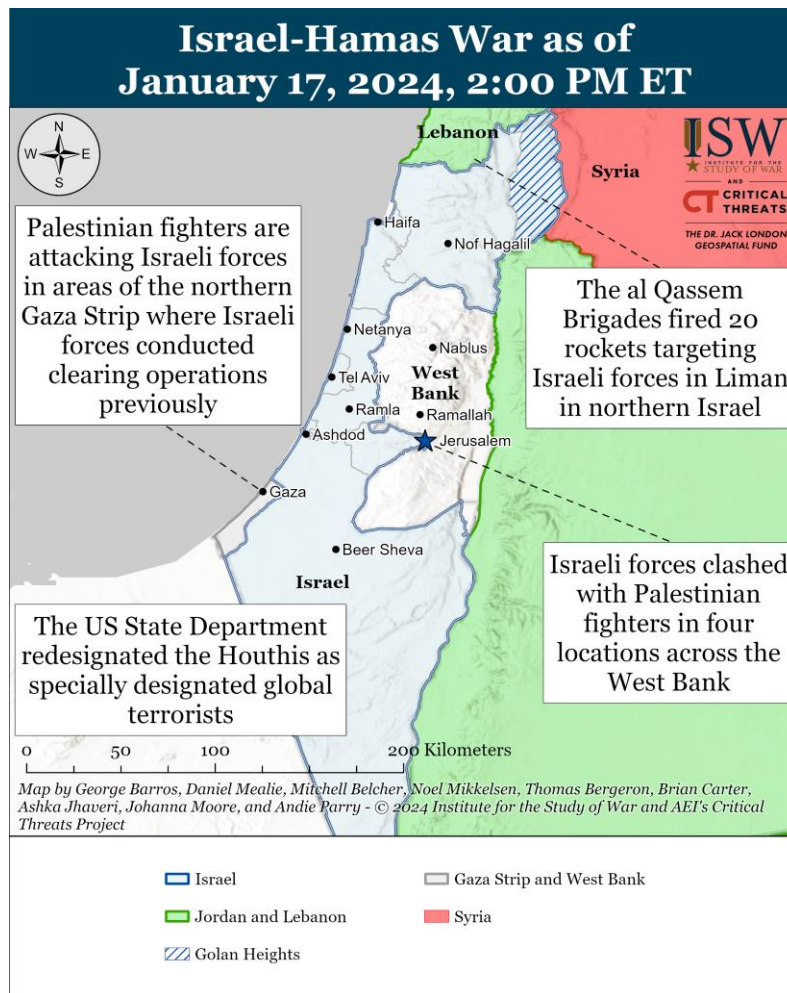 Israel-Hamas War as of
January 17, 2024, 2:00 PM ET
N
W
E
S
Lebanon
Syria
ISW
INSTITUTE FOR THE
STUDY OF WAR
AND
CT CRITICAL
THREATS
THE DR. JACK LONDON
GEOSPATIAL FUND
Palestinian fighters are
attacking Israeli forces
in areas of the northern
Gaza Strip where Israeli
forces conducted
clearing operations
previously
Haifa
Nof Hagalil
The al Qassem
Brigades fired 20
rockets targeting
Israeli forces in Liman
in northern Israel
Netanya
Nablus
Tel Aviv
West
Bank
Ramla
Ramallah
Ashdod
Jerusalem
Gaza
Beer Sheva
Israel
Israeli forces clashed
with Palestinian
fighters in four
locations across the
West Bank
The US State Department
redesignated the Houthis as
specially designated global
terrorists
0 50 100 200 Kilometers
Map by George Barros, Daniel Mealie, Mitchell Belcher, Noel Mikkelsen, Thomas Bergeron, Brian Carter,
Ashka Jhaveri, Johanna Moore, and Andie Parry - © 2024 Institute for the Study of War and AEI's Critical
Threats Project
Israel
Gaza Strip and West Bank
Jordan and Lebanon
Syria
Golan Heights